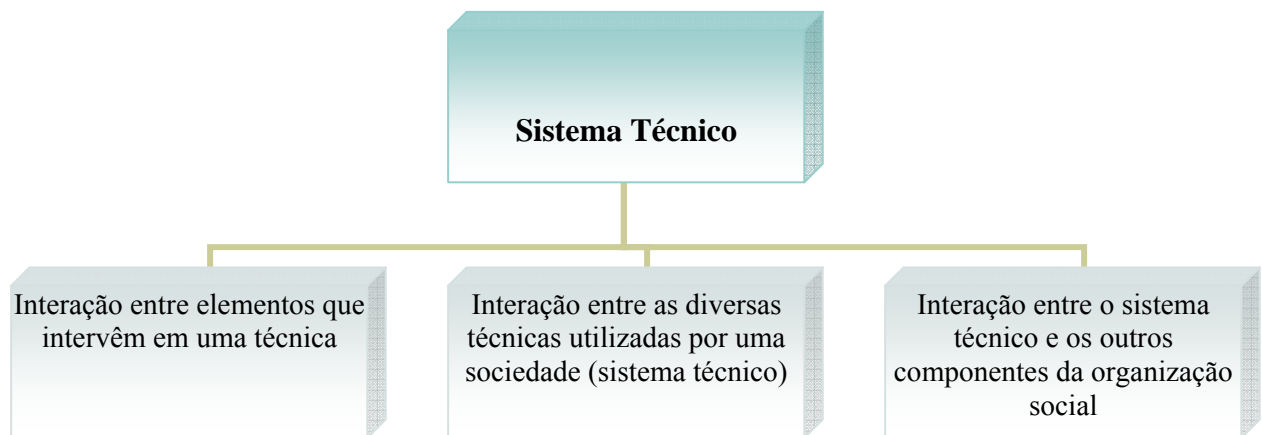 Sistema Técnico
Interação entre elementos que
intervêm em uma técnica
Interação entre as diversas
técnicas utilizadas por uma
sociedade (sistema técnico)
Interação entre o sistema
técnico e os outros
componentes da organização
social